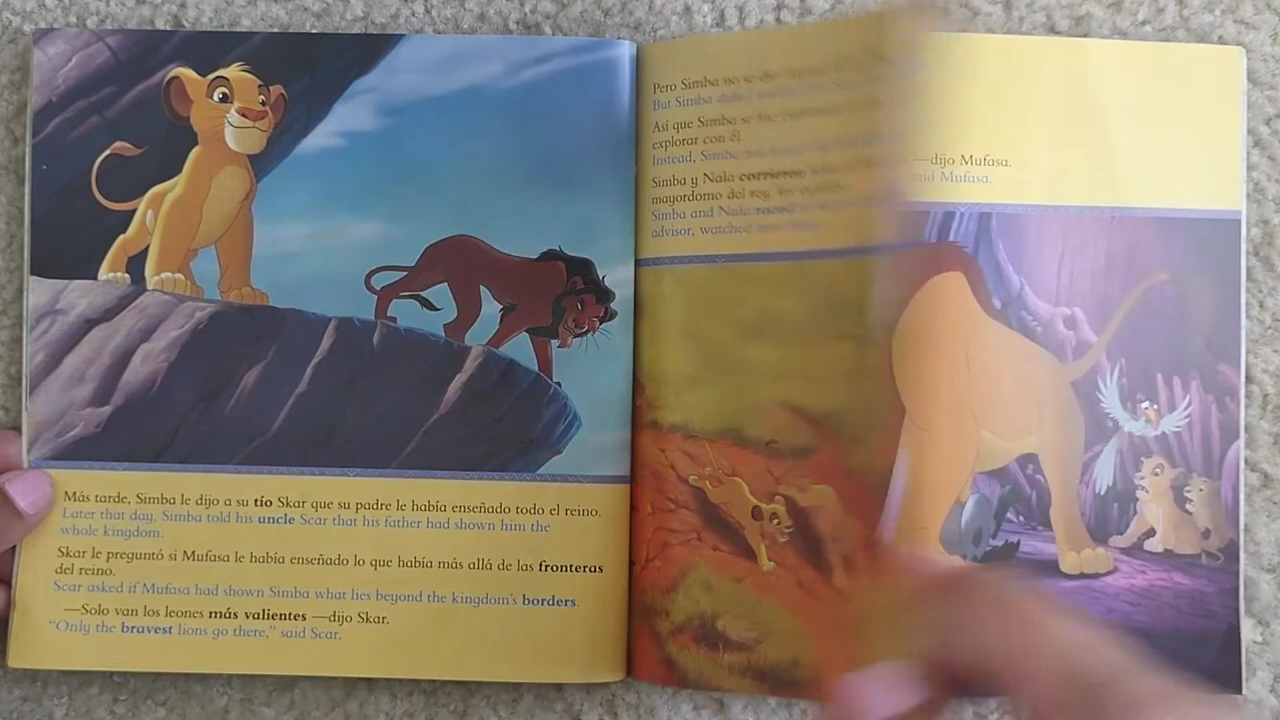 Más tarde, Simba le dijo a su tío Skar que su padre le había enseñado todo el reino.
Later that day, Simba told his uncle Scar that his father had shown him the
whole kingdom.
Skar le preguntó si Mufasa le había enseñado lo que había más allá de las fronteras
del reino.
Scar asked if Mufasa had shown Simba what lies beyond the kingdom's borders.
—Solo van los leones más valientes —dijo Skar.
"Only the bravest lions go there," said Scar.
Pero Simba no se
But Simba
Así que Simba se
explorar con él.
Instead, Simba
Simba y Nala corrieron
mayordomo del rey,
Simba and Nala raced
advisor, watched
—dijo Mufasa.
said Mufasa.